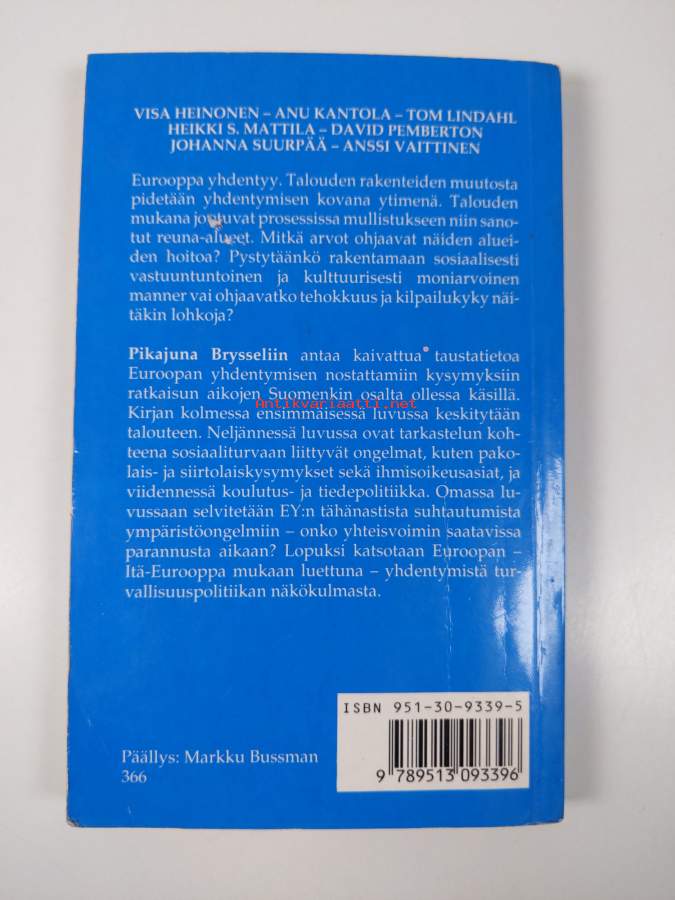 VISA HEINONEN – ANU KANTOLA – TOM LINDAHL
HEIKKI S. MATTILA – DAVID PEMBERTON
JOHANNA SUURPÄÄ – ANSSI VAITTINEN
Eurooppa yhdentyy. Talouden rakenteiden muutosta
pidetään yhdentymisen kovana ytimenä. Talouden
mukana joutuvat prosessissa mullistukseen niin sano-
tut reuna-alueet. Mitkä arvot ohjaavat näiden aluei-
den hoitoa? Pystytäänkö rakentamaan sosiaalisesti
vastuuntuntoinen ja kulttuurisesti moniarvoinen
manner vai ohjaavatko tehokkuus ja kilpailukyky näi-
täkin lohkoja?
Pikajuna Brysseliin antaa kaivattua taustatietoa
Euroopan yhdentymisen nostattamiin kysymyksiin
ratkaisun aikojen Suomenkin osalta ollessa käsillä.
Antikvariaatti.net
Kirjan kolmessa ensimmäisessä luvussa keskitytään
talouteen. Neljännessä luvussa ovat tarkastelun koh-
teena sosiaaliturvaan liittyvät ongelmat, kuten pako-
lais- ja siirtolaiskysymykset sekä ihmisoikeusasiat, ja
viidennessä koulutus- ja tiedepolitiikka. Omassa lu-
vussaan selvitetään EY:n tähänastista suhtautumista
ympäristöongelmiin – onko yhteisvoimin saatavissa
parannusta aikaan? Lopuksi katsotaan Euroopan –
Itä-Eurooppa mukaan luettuna – yhdentymistä tur-
vallisuuspolitiikan näkökulmasta.
ISBN 951-30-9339-5
9 789513 093396
Päällys: Markku Bussman
366